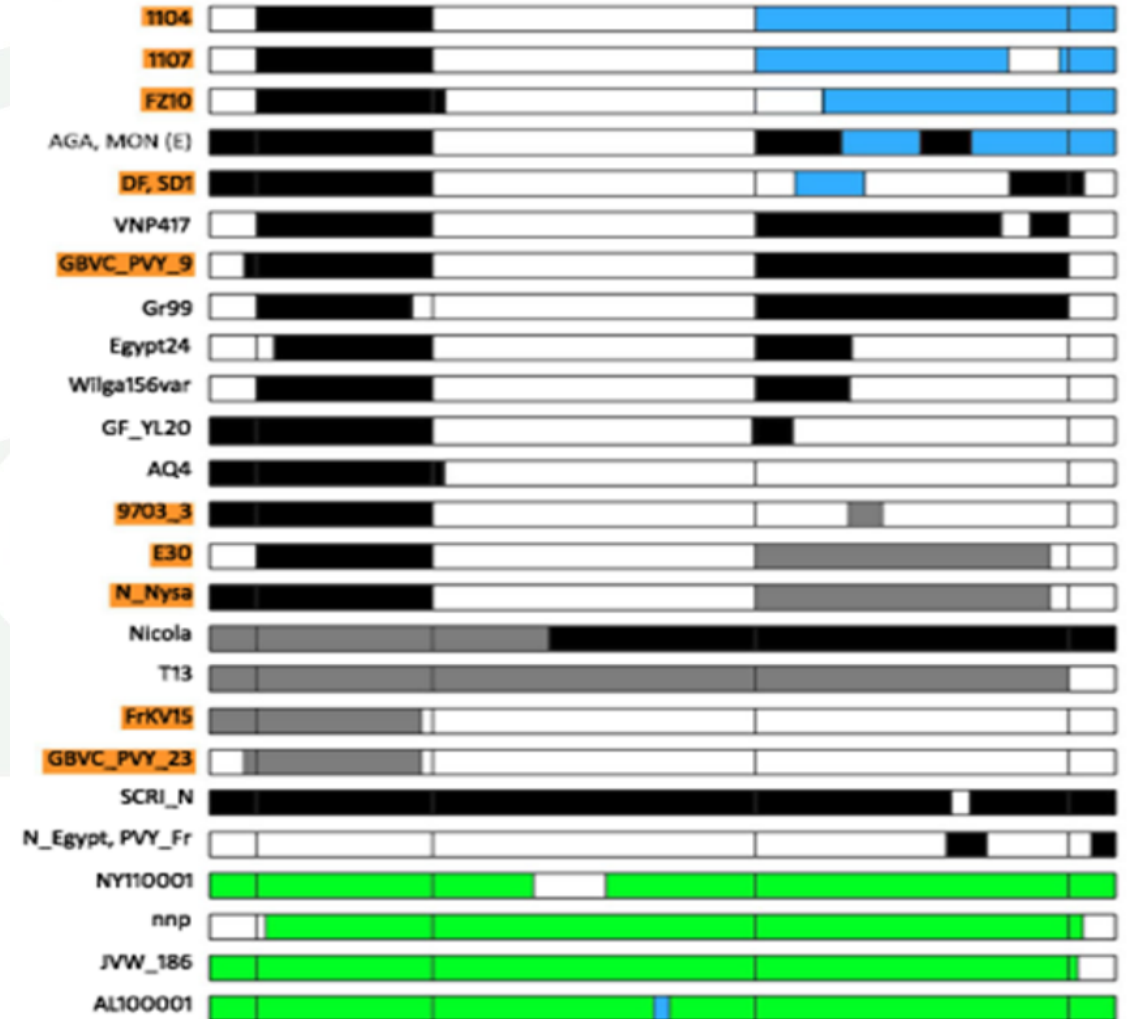 1104
1107
FZ10
AGA, MON (E)
DF, SD1
VNP417
GBVC_PVY_9
Gr99
Egypt24
Wilga156var
GF_YL20
AQ4
9703_3
E30
N_Nysa
Nicola
T13
FrKV15
GBVC_PVY_23
SCRI_N
N_Egypt, PVY_Fr
NY110001
nnp
JVW_186
AL100001